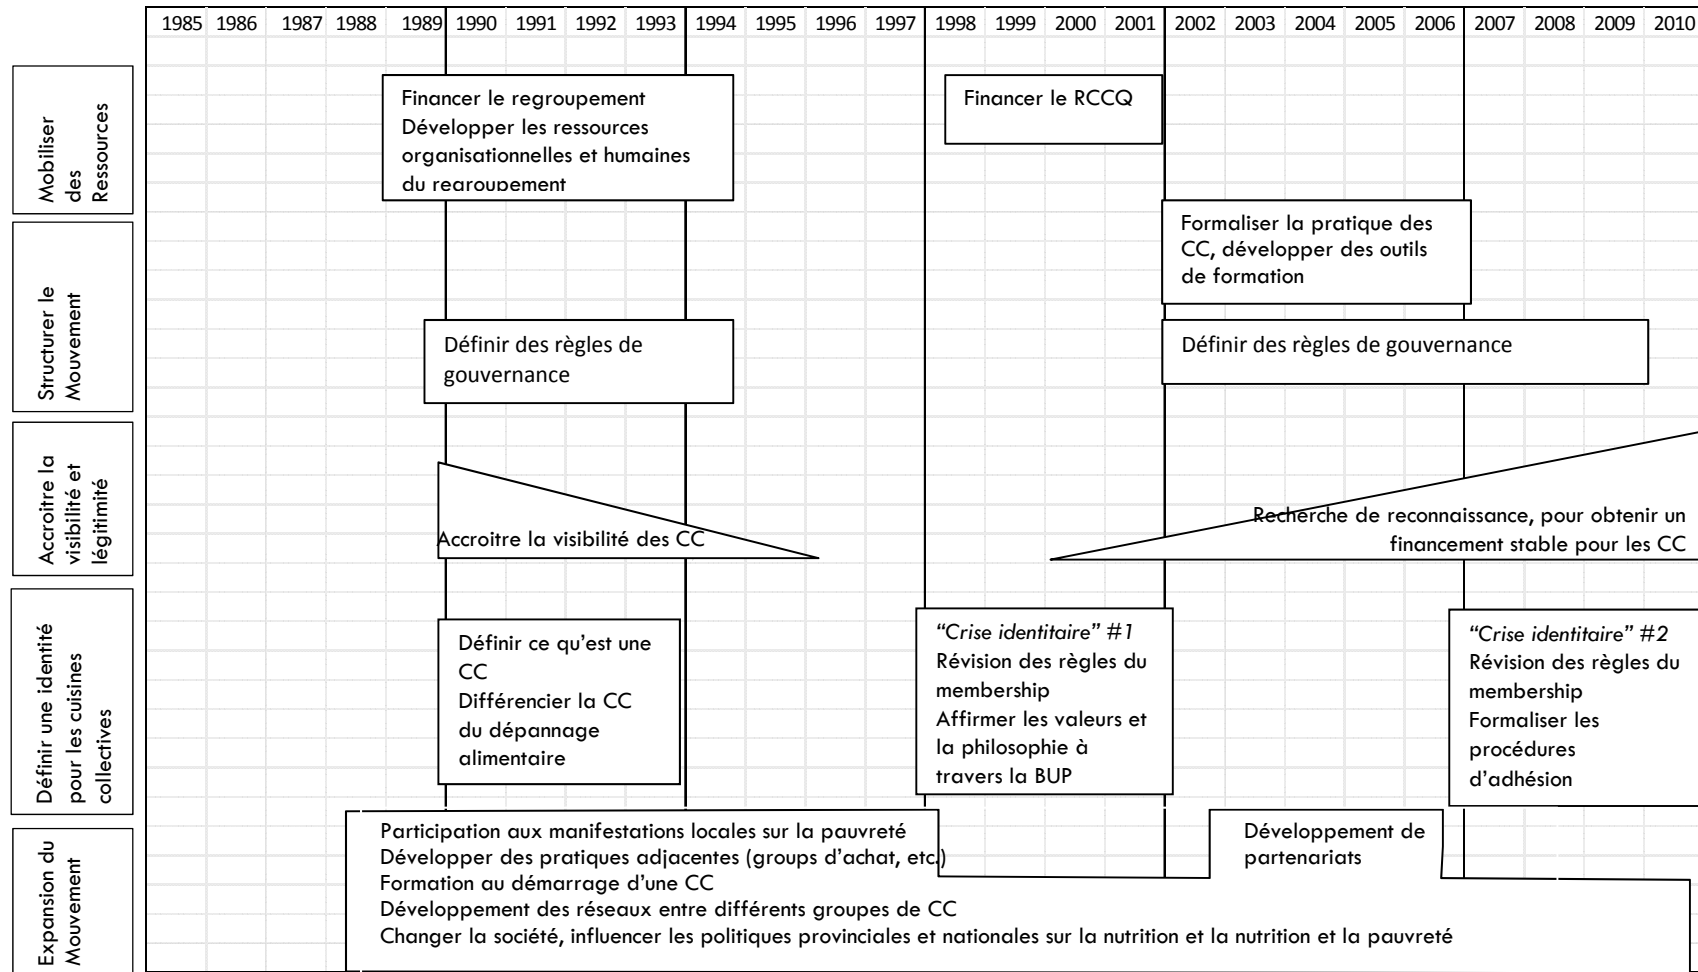 1985 1986 1987 1988 1989 1990 1991 1992 1993 1994 1995 1996 1997 1998 1999 2000 2001 2002 2003 2004 2005 2006 2007 2008 2009 2010
Mobiliser
des
Ressources
Financer le regroupement
Développer les ressources
organisationnelles et humaines
du regroupement
Financer le RCCQ
Structurer le
Mouvement
Formaliser la pratique des
CC, développer des outils
de formation
Définir des règles de
gouvernance
Définir des règles de gouvernance
Accroitre la
visibilité et
légitimité
Accroitre la visibilité des CC
Recherche de reconnaissance, pour obtenir un
financement stable pour les CC
Définir une identité
pour les cuisines
collectives
Définir ce qu’est une
CC
Différencier la CC
du dépannage
alimentaire
“Crise identitaire” #1
Révision des règles du
membership
Affirmer les valeurs et
la philosophie à
travers la BUP
“Crise identitaire” #2
Révision des règles du
membership
Formaliser les
procédures
d’adhésion
Expansion du
Mouvement
Participation aux manifestations locales sur la pauvreté
Développer des pratiques adjacentes (groups d’achat, etc.)
Formation au démarrage d’une CC
Développement des réseaux entre différents groupes de CC
Changer la société, influencer les politiques provinciales et nationales sur la nutrition et la nutrition et la pauvreté
Développement de
partenariats